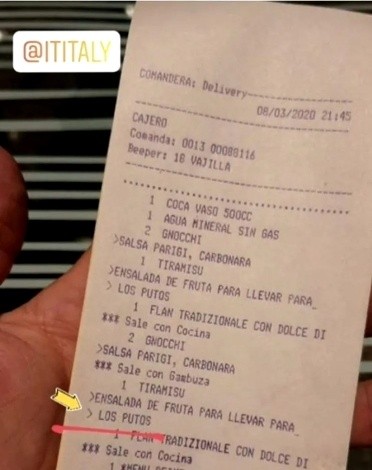 @ITITALY
COMANDERA: Delivery
08/03/2020 21:45
CAJERO
Comanda: 0013 00088116
Beeper: 18 VAJILLA
1 COCA VASO 500CC
1 AGUA MINERAL SIN GAS
2 GNOCCHI
>SALSA PARIGI, CARBONARA
1 TIRAMISU
>ENSALADA DE FRUTA PARA LLEVAR PARA_
> LOS PUTOS
1 FLAN TRADIZIONALE CON DOLCE DI
*** Sale con Cocina
2 GNOCCHI
>SALSA PARIGI, CARBONARA
*** Sale con Gambuza
1 TIRAMISU
>ENSALADA DE FRUTA PARA LLEVAR PARA_
> LOS PUTOS
1 FLAN TRADIZIONALE CON DOLCE DI
*** Sale con Cocina